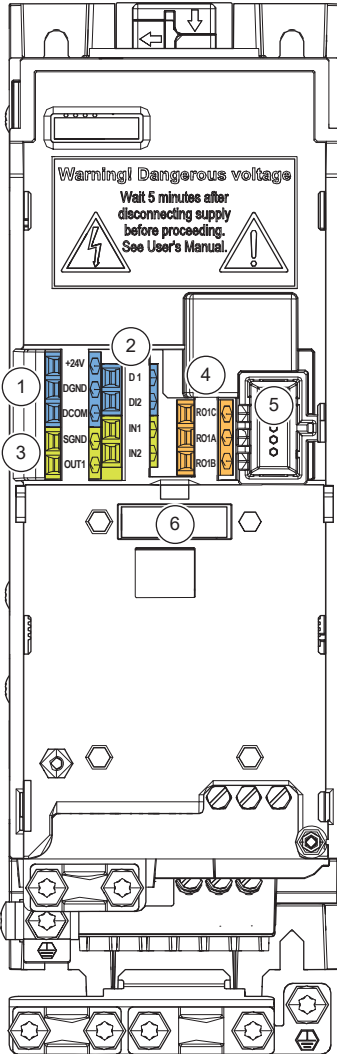 Warning! Dangerous voltage
Wait 5 minutes after
disconnecting supply
before proceeding.
See User's Manual.
2
+24V
D 1
1
DGND
DI2
4
RO1C
5
DCOM
IN1
RO1A
3
SGND
IN2
RO1B
OUT1
6